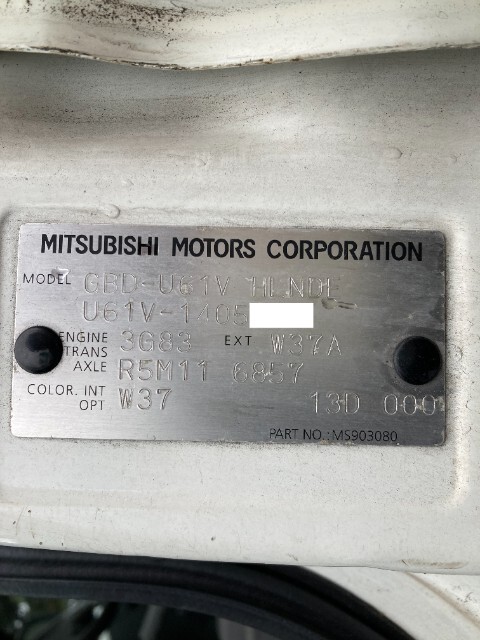 MITSUBISHI MOTORS CORPORATION
MODEL GBD-U61V HLNDF
U61V-1405
ENGINE 3G83 EXT W37A
TRANS AXLE R5M11 6857
COLOR. INT W37
OPT 13D 000
PART NO.:MS903080